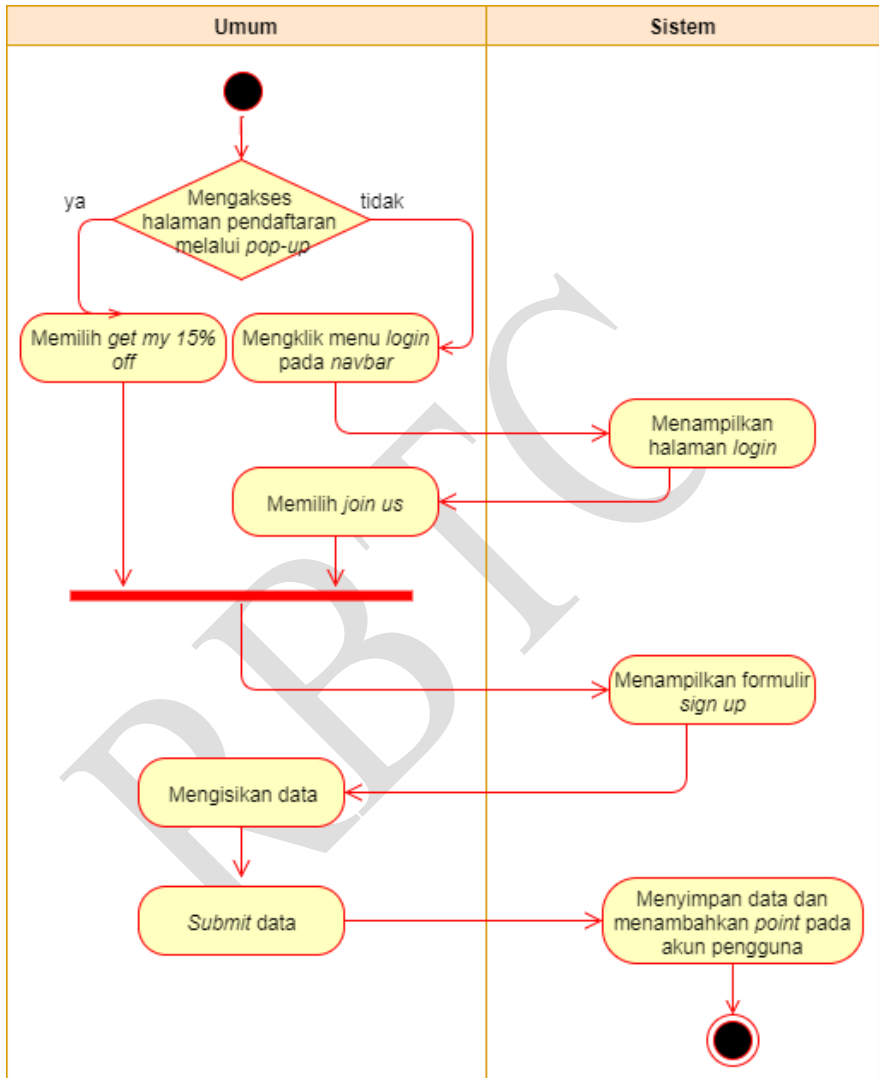 Umum
Sistem
Mengakses
halaman pendaftaran
melalui pop-up
ya
tidak
Memilih get my 15%
off
Mengklik menu login
pada navbar
Menampilkan
halaman login
Memilih join us
Menampilkan formulir
sign up
Mengisikan data
Submit data
Menyimpan data dan
menambahkan point pada
akun pengguna
RBTC